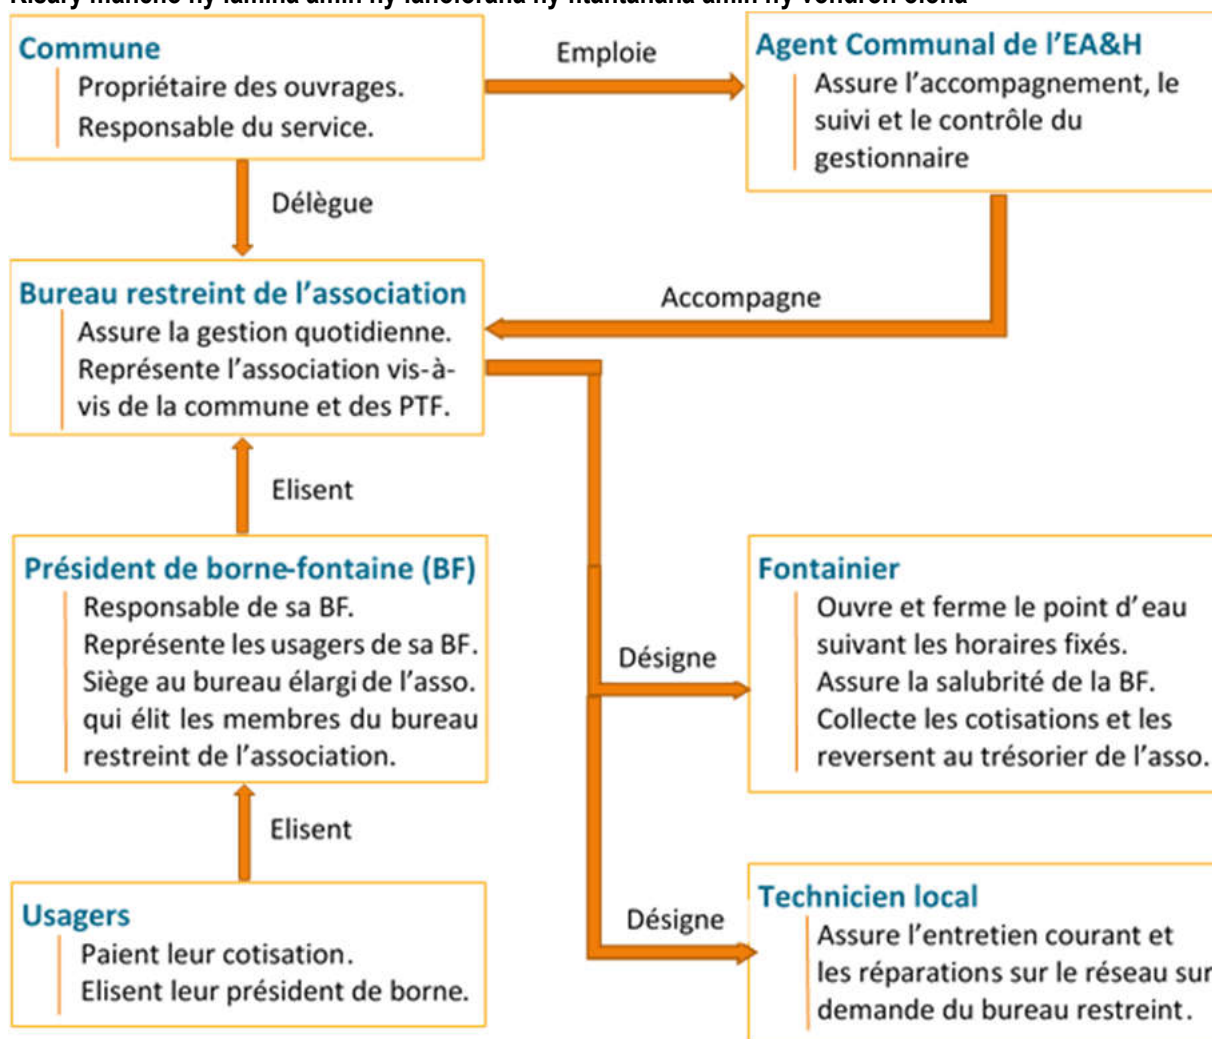 Commune
Propriétaire des ouvrages.
Responsable du service.
Emploie
Agent Communal de l'EA&H
Assure l'accompagnement, le
suivi et le contrôle du
gestionnaire
Délègue
Bureau restreint de l'association
Assure la gestion quotidienne.
Représente l'association vis-à-
vis de la commune et des PTF.
Accompagne
Elisent
Président de borne-fontaine (BF)
Responsable de sa BF.
Représente les usagers de sa BF.
Siège au bureau élargi de l'asso.
qui élit les membres du bureau
restreint de l'association.
Désigne
Fontainier
Ouvre et ferme le point d'eau
suivant les horaires fixés.
Assure la salubrité de la BF.
Collecte les cotisations et les
reversent au trésorier de l'asso.
Elisent
Usagers
Paient leur cotisation.
Elisent leur président de borne.
Désigne
Technicien local
Assure l'entretien courant et
les réparations sur le réseau sur
demande du bureau restreint.